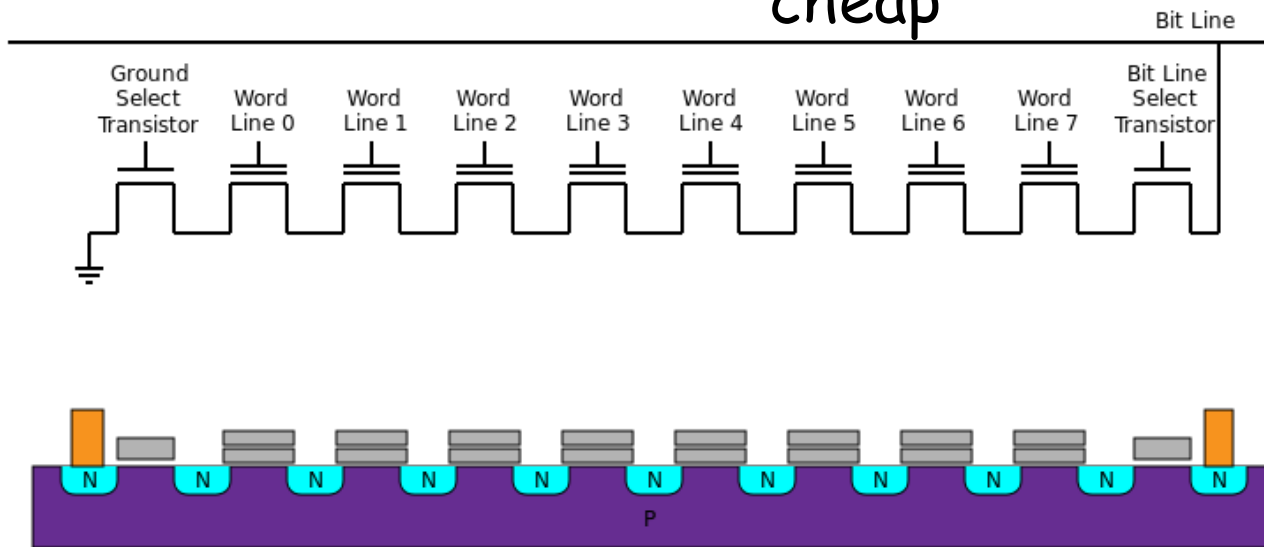 cheap
Bit Line
Ground
Select
Transistor
Word
Line 0
Word
Line 1
Word
Line 2
Word
Line 3
Word
Line 4
Word
Line 5
Word
Line 6
Word
Line 7
Bit Line
Select
Transistor
N
N
N
N
N
N
N
N
N
N
N
P